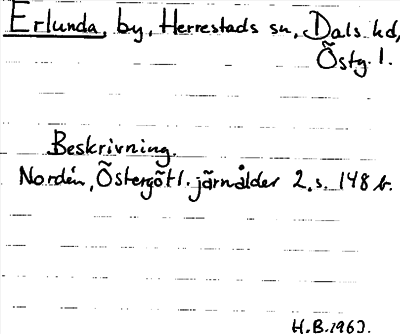 Erlunda, by, Herrestads sn, Dals hd,
Östg. l.
Beskrivning.
Nordén, Östergötl. järnålder 2, s. 148 f.
H.B. 1963.